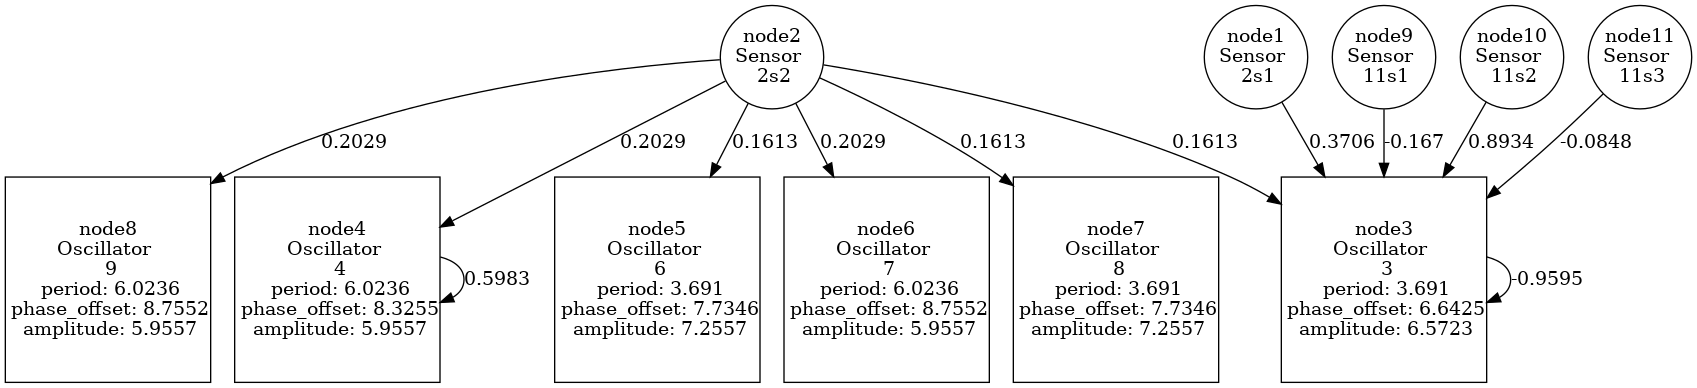 node2
Sensor
2s2
node1
Sensor
2s1
node9
Sensor
11s1
node10
Sensor
11s2
node11
Sensor
11s3
0.2029
0.2029
0.1613
0.2029
0.1613
0.1613
0.3706
-0.167
0.8934
-0.0848
node8
Oscillator
9
period: 6.0236
phase_offset: 8.7552
amplitude: 5.9557
node4
Oscillator
4
period: 6.0236
phase_offset: 8.3255
amplitude: 5.9557
0.5983
node5
Oscillator
6
period: 3.691
phase_offset: 7.7346
amplitude: 7.2557
node6
Oscillator
7
period: 6.0236
phase_offset: 8.7552
amplitude: 5.9557
node7
Oscillator
8
period: 3.691
phase_offset: 7.7346
amplitude: 7.2557
node3
Oscillator
3
period: 3.691
phase_offset: 6.6425
amplitude: 6.5723
-0.9595